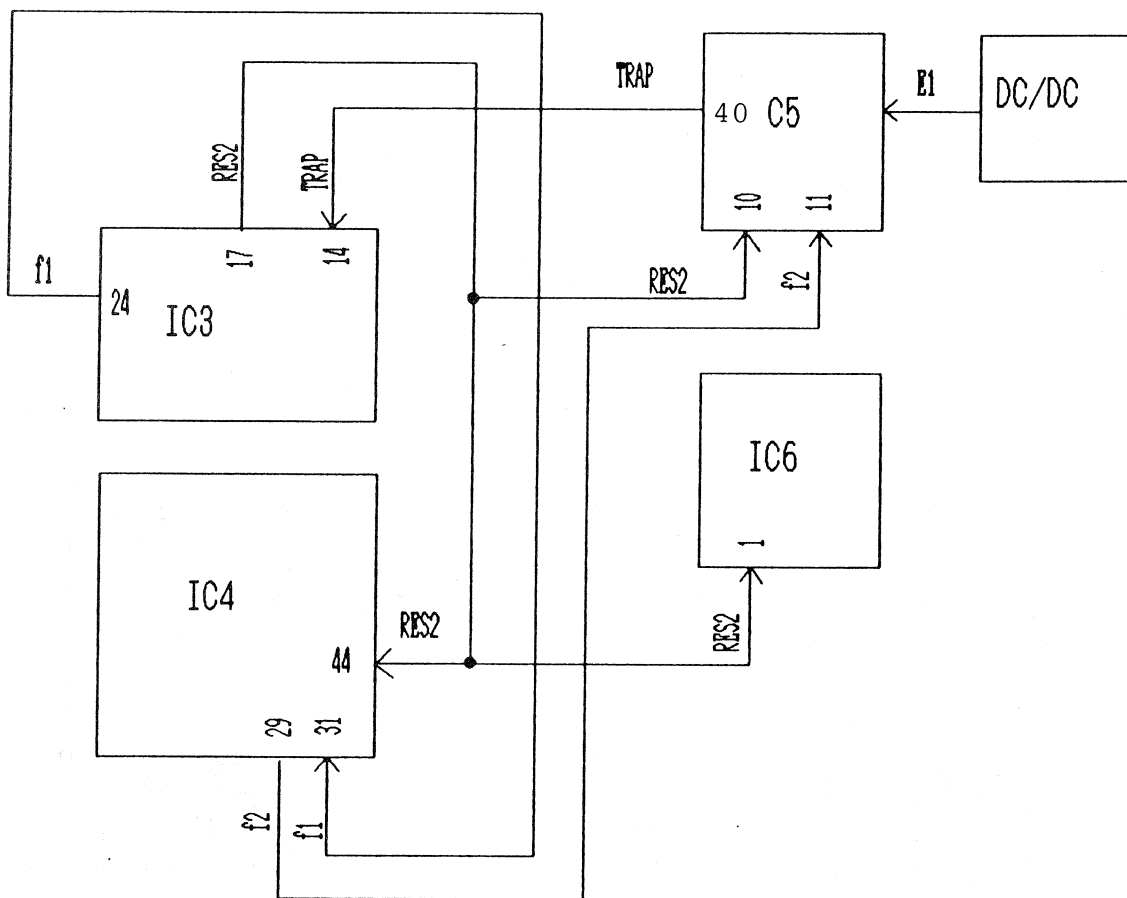 TRAP
E1
DC/DC
40 C5
RES2
TRAP
10
11
17
14
f1
24
IC3
RES2
f2
IC6
1
IC4
RES2
44
RES2
29
31
f2
f1